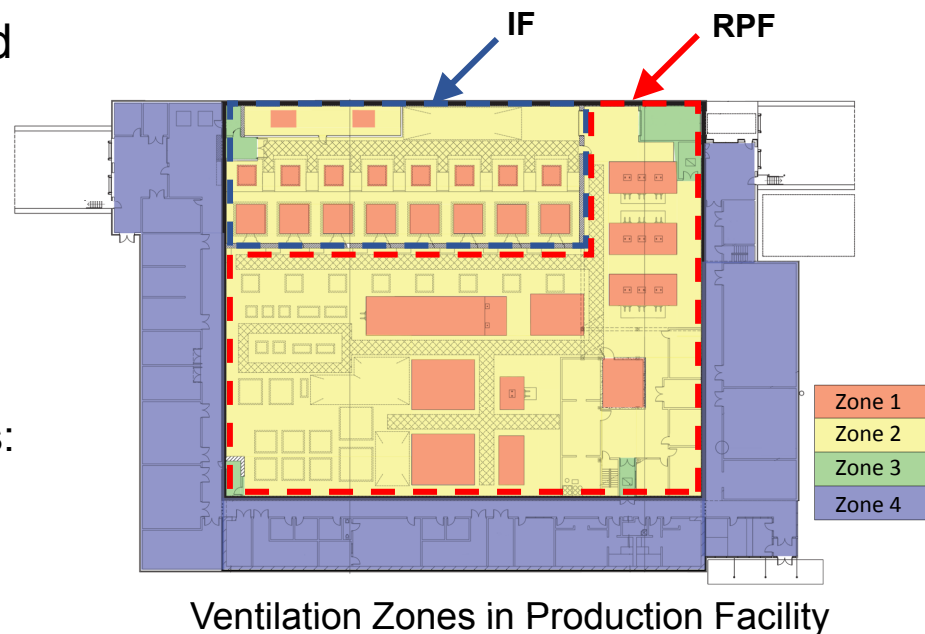 IF
RPF
d
s:
Zone 1
Zone 2
Zone 3
Zone 4
Ventilation Zones in Production Facility